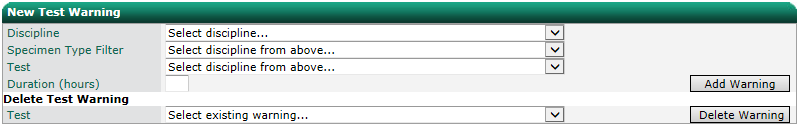 New Test Warning
Discipline Select discipline...
Specimen Type Filter Select discipline from above...
Test Select discipline from above...
Duration (hours) Add Warning
Delete Test Warning
Test Select existing warning... Delete Warning